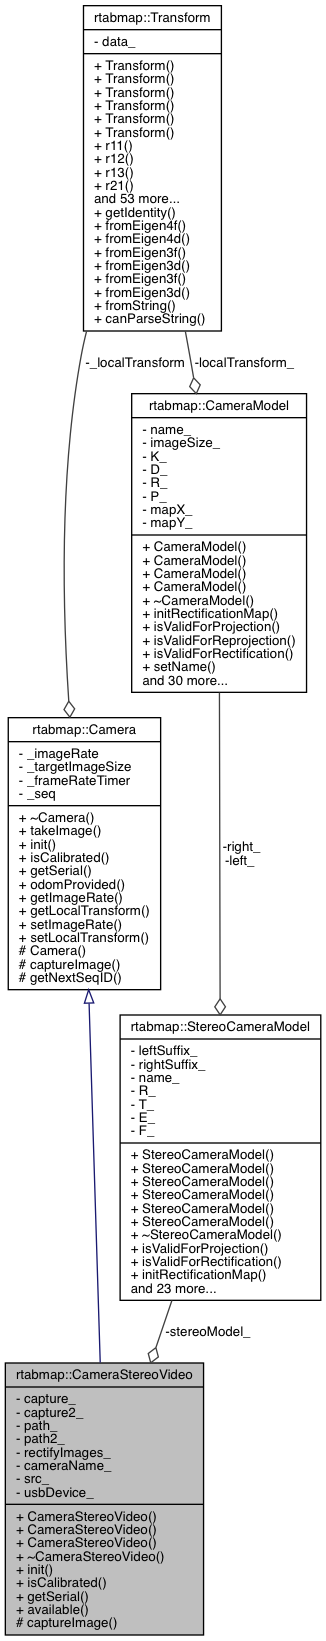 rtabmap::Transform
- data_
+ Transform()
+ Transform()
+ Transform()
+ Transform()
+ Transform()
+ Transform()
+ r11()
+ r12()
+ r13()
+ r21()
and 53 more...
+ getIdentity()
+ fromEigen4f()
+ fromEigen4d()
+ fromEigen3f()
+ fromEigen3d()
+ fromEigen3f()
+ fromEigen3d()
+ fromString()
+ canParseString()
-_localTransform
-localTransform_
rtabmap::CameraModel
- name_
- imageSize_
- K_
- D_
- R_
- P_
- mapX_
- mapY_
+ CameraModel()
+ CameraModel()
+ CameraModel()
+ CameraModel()
+ ~CameraModel()
+ initRectificationMap()
+ isValidForProjection()
+ isValidForReprojection()
+ isValidForRectification()
+ setName()
and 30 more...
rtabmap::Camera
- _imageRate
- _targetImageSize
- _frameRateTimer
- _seq
+ ~Camera()
+ takeImage()
+ init()
+ isCalibrated()
+ getSerial()
+ odomProvided()
+ getImageRate()
+ getLocalTransform()
+ setImageRate()
+ setLocalTransform()
# Camera()
# captureImage()
# getNextSeqID()
-right_
-left_
rtabmap::StereoCameraModel
- leftSuffix_
- rightSuffix_
- name_
- R_
- T_
- E_
- F_
+ StereoCameraModel()
+ StereoCameraModel()
+ StereoCameraModel()
+ StereoCameraModel()
+ StereoCameraModel()
+ StereoCameraModel()
+ ~StereoCameraModel()
+ isValidForProjection()
+ isValidForRectification()
+ initRectificationMap()
and 23 more...
-stereoModel_
rtabmap::CameraStereoVideo
- capture_
- capture2_
- path_
- path2_
- rectifyImages_
- cameraName_
- src_
- usbDevice_
+ CameraStereoVideo()
+ CameraStereoVideo()
+ CameraStereoVideo()
+ ~CameraStereoVideo()
+ init()
+ isCalibrated()
+ getSerial()
+ available()
# captureImage()